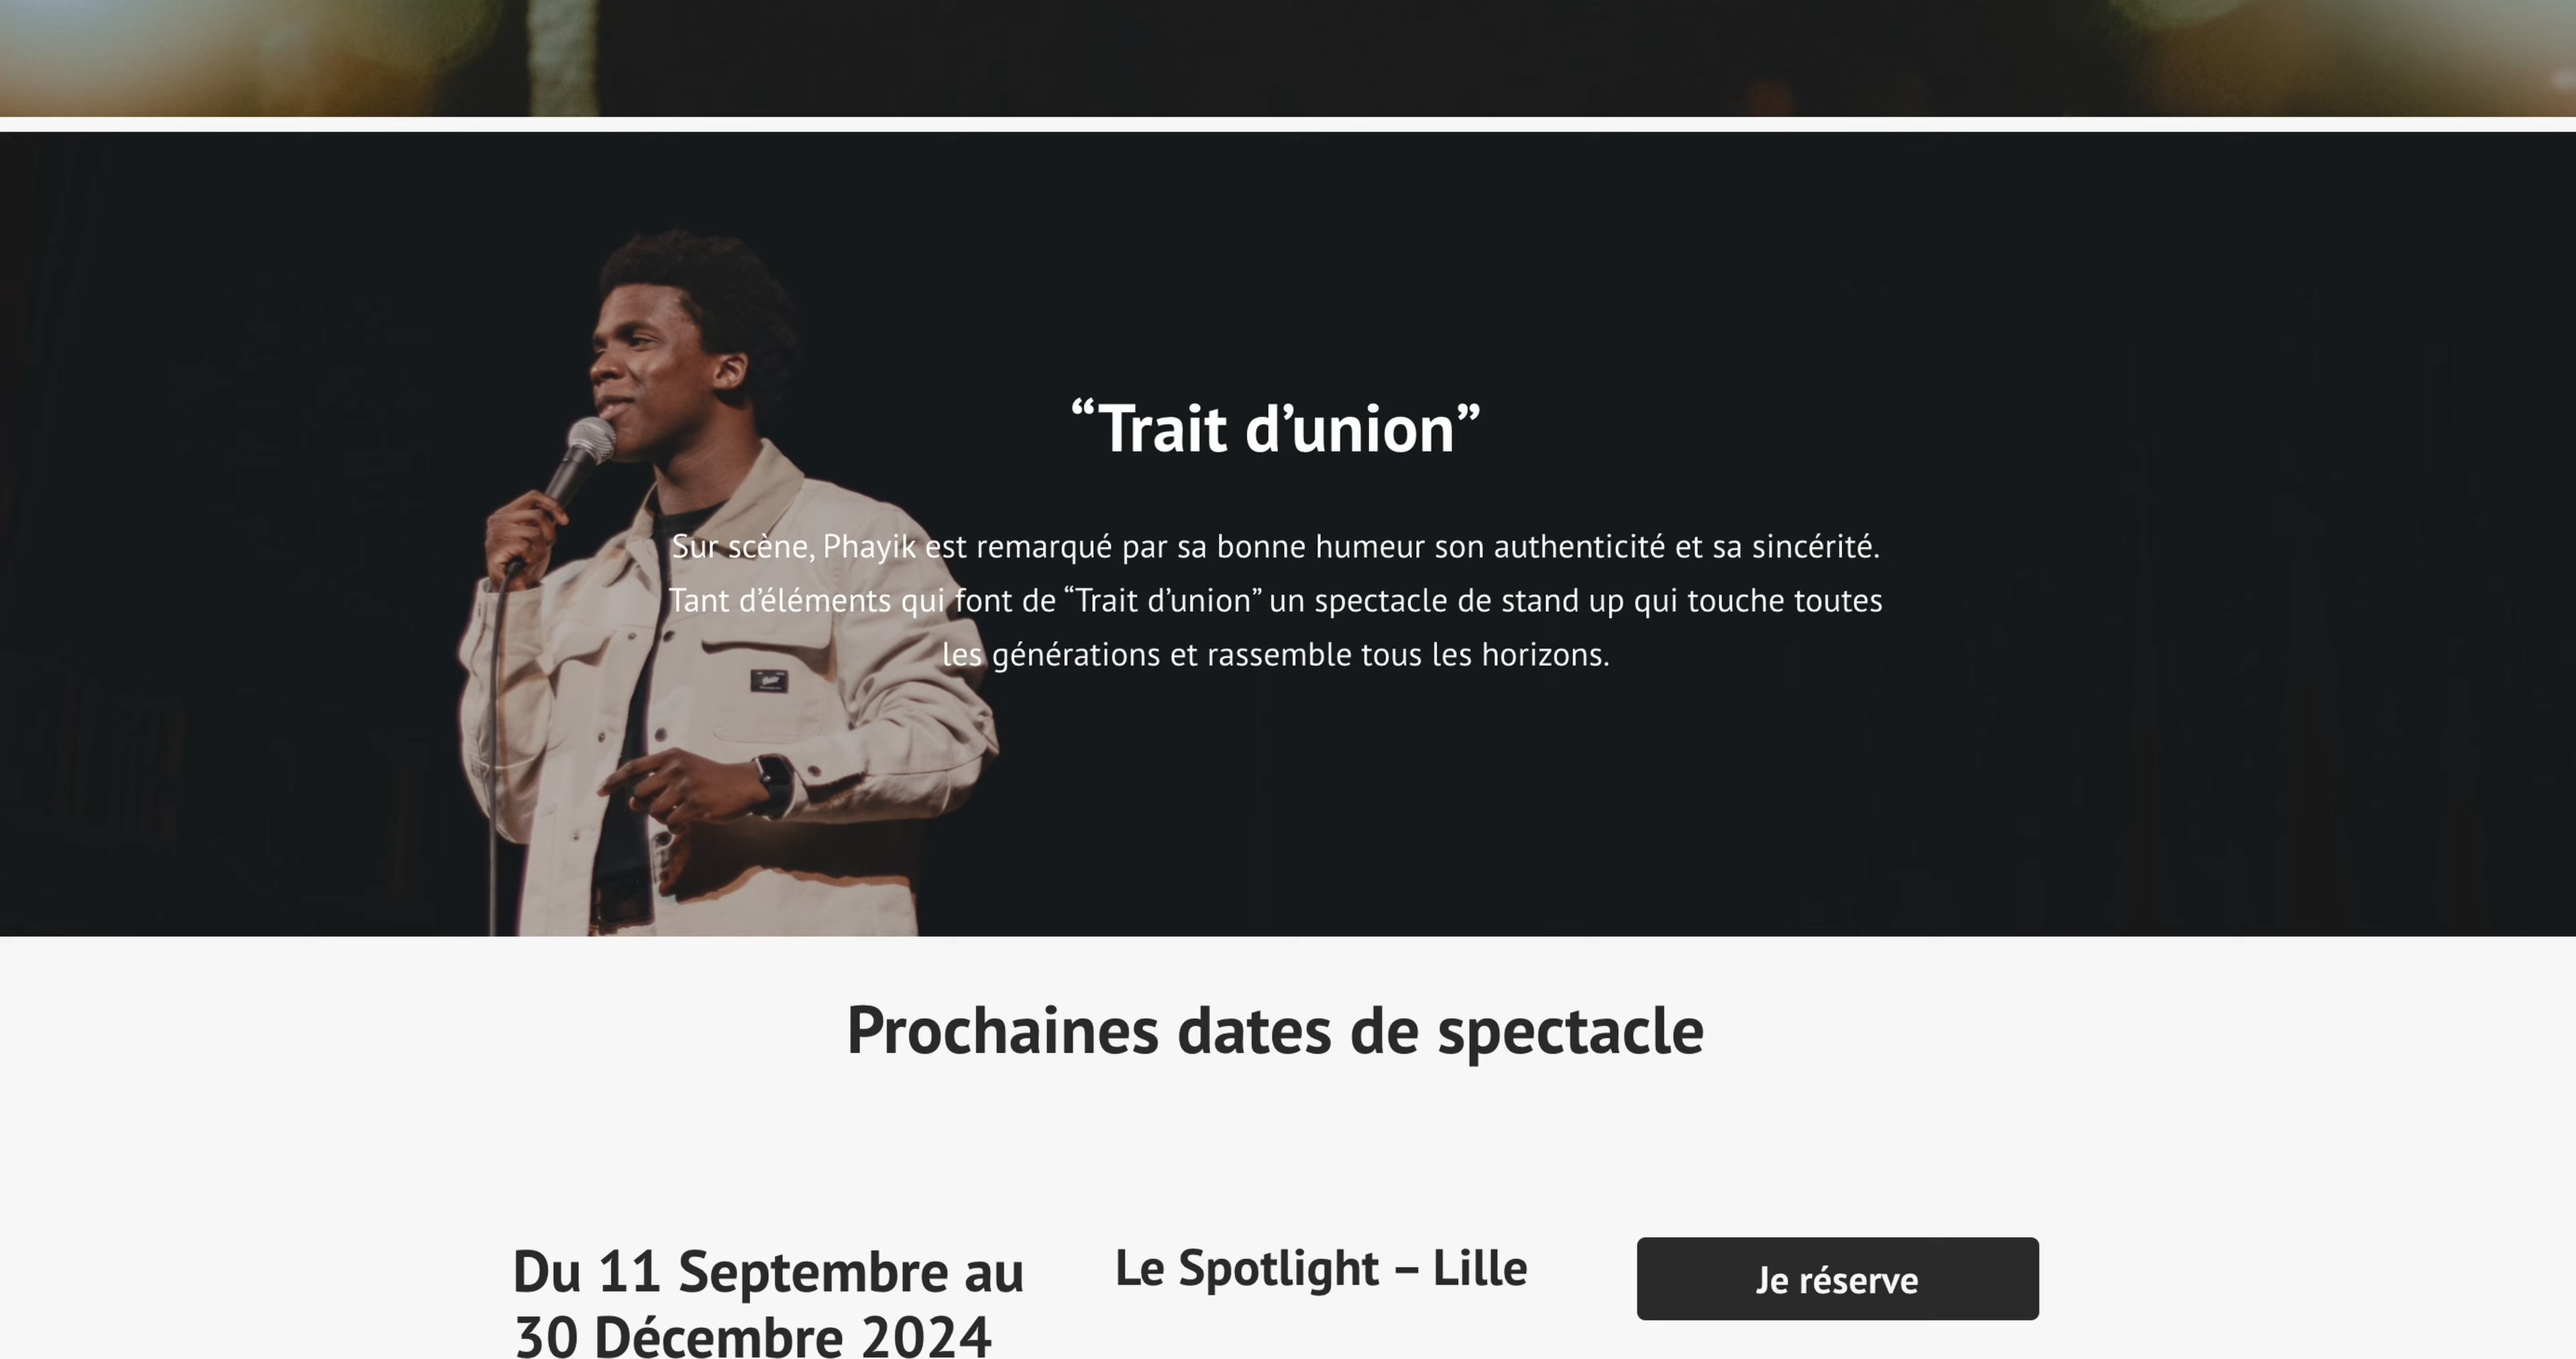 “Trait d’union”
Sur scène, Phayik est remarqué par sa bonne humeur son authenticité et sa sincérité.
Tant d’éléments qui font de “Trait d’union” un spectacle de stand up qui touche toutes
les générations et rassemble tous les horizons.
Prochaines dates de spectacle
Du 11 Septembre au
30 Décembre 2024
Le Spotlight – Lille
Je réserve